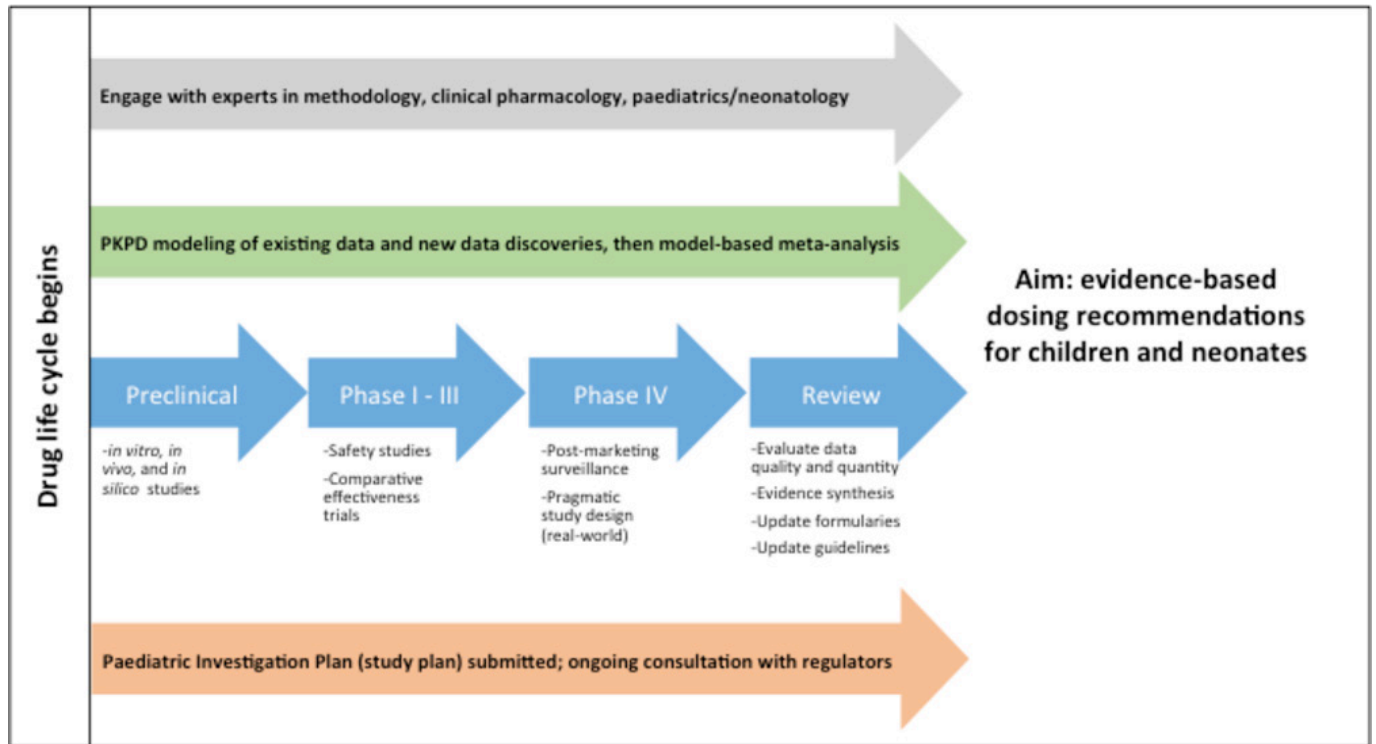 Drug life cycle begins
Engage with experts in methodology, clinical pharmacology, paediatrics/neonatology
PKPD modeling of existing data and new data discoveries, then model-based meta-analysis
Aim: evidence-based
dosing recommendations
for children and neonates
Preclinical
-in vitro, in
vivo, and in
silico studies
Phase I - III
-Safety studies
-Comparative
effectiveness
trials
Phase IV
-Post-marketing
surveillance
-Pragmatic
study design
(real-world)
Review
-Evaluate data
quality and quantity
-Evidence synthesis
-Update formularies
-Update guidelines
Paediatric Investigation Plan (study plan) submitted; ongoing consultation with regulators